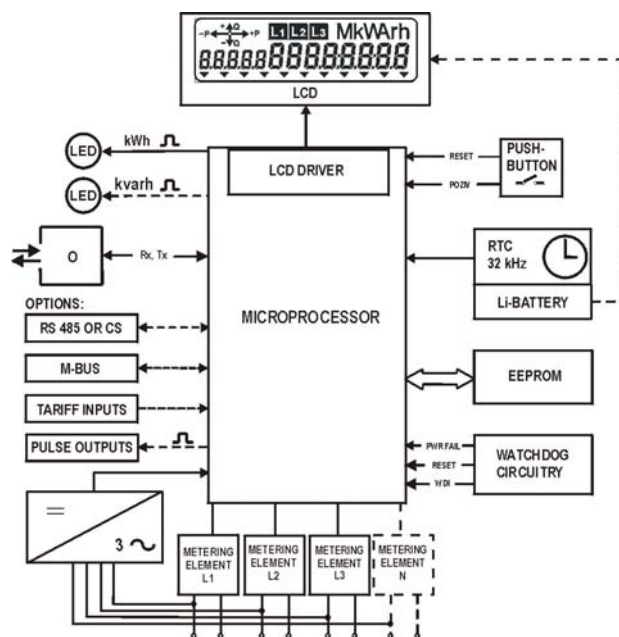 +Q
-P +P
-Q
L1 L2 L3 MkWArh
LCD
LED kWh
LED kvarh
LCD DRIVER
RESET
POZIV
PUSH-
BUTTON
O
Rx, Tx
RTC
32 kHz
Li-BATTERY
OPTIONS:
RS 485 OR CS
M-BUS
TARIFF INPUTS
PULSE OUTPUTS
MICROPROCESSOR
EEPROM
PWRFAIL
RESET
WDI
WATCHDOG
CIRCUITRY
3
METERING
ELEMENT
L1
METERING
ELEMENT
L2
METERING
ELEMENT
L3
METERING
ELEMENT
N